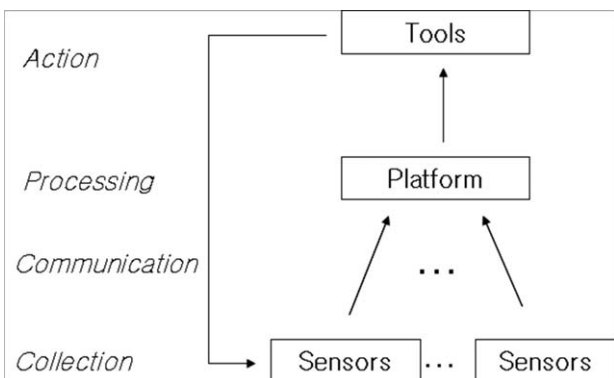 Tools
Action
Processing
Platform
Communication
...
Collection
Sensors ... Sensors